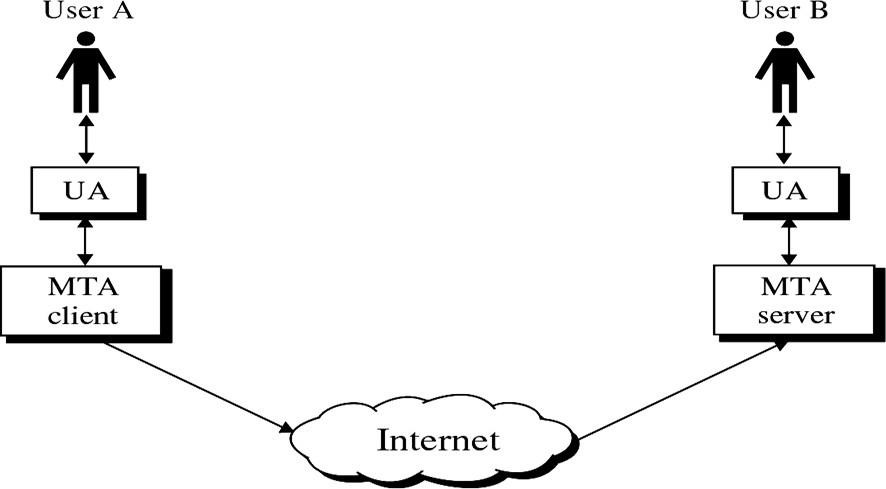 User A
User B
UA
UA
MTA
client
MTA
server
Internet